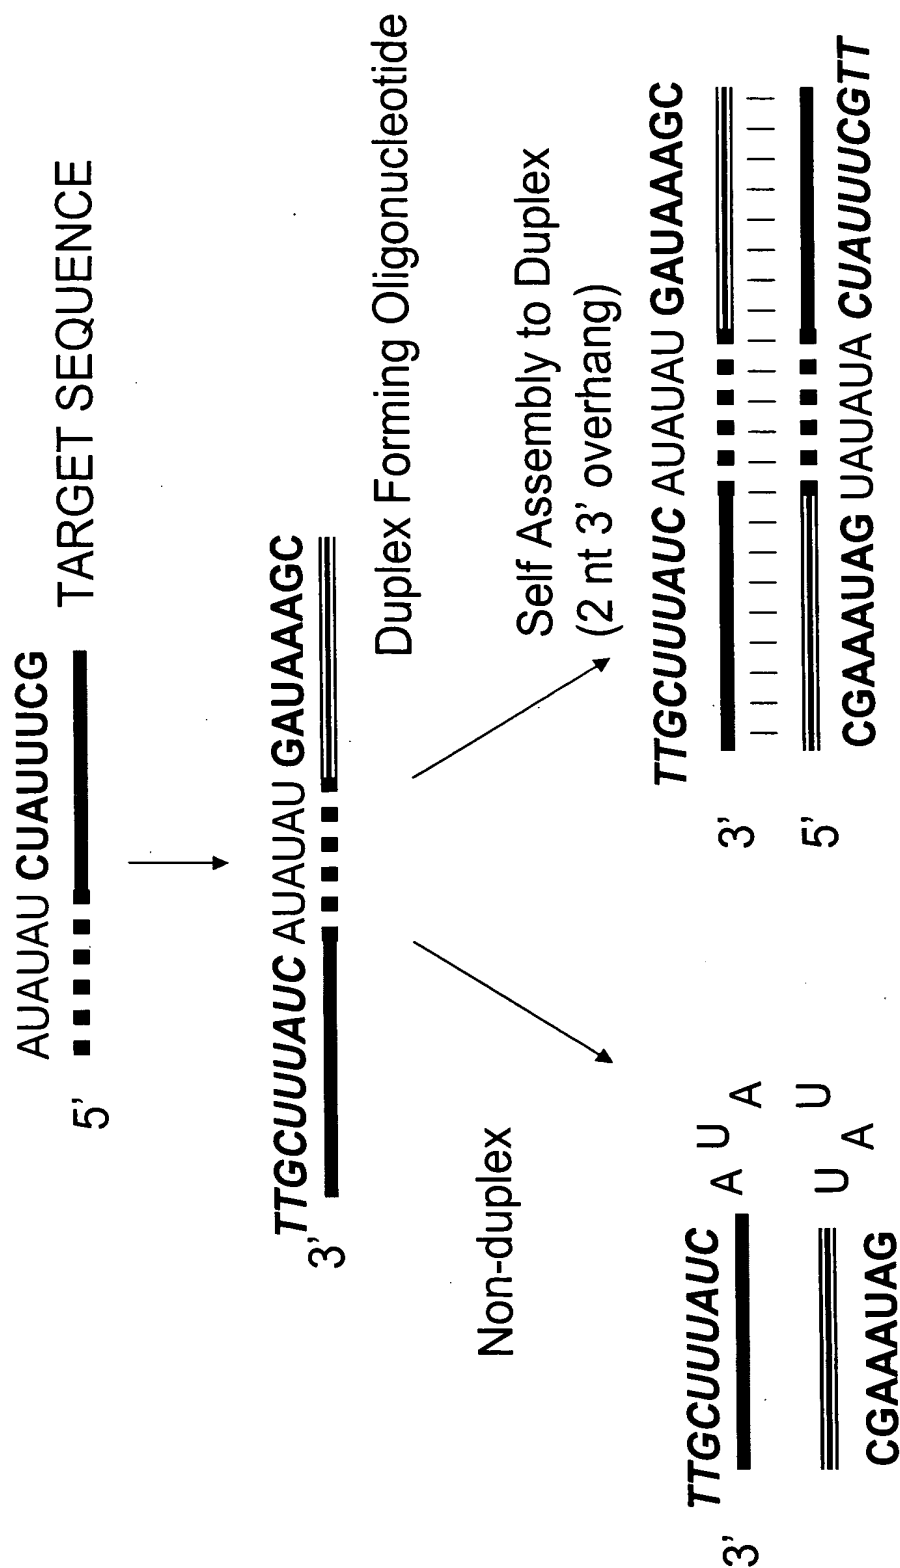 AUAUAU CUAUUUCG
5' TARGET SEQUENCE
TTGCUUUAUC AUAUAU GAUAAAGC
3'
Duplex Forming Oligonucleotide
Non-duplex
Self Assembly to Duplex
(2 nt 3' overhang)
TTGCUUUAUC A U A
3' U
U A U
CGAAAUAG
TTGCUUUAUC AUAUAU GAUAAAGC
3'
5'
CGAAAUAG UAUAUA CUAUUUCGTT